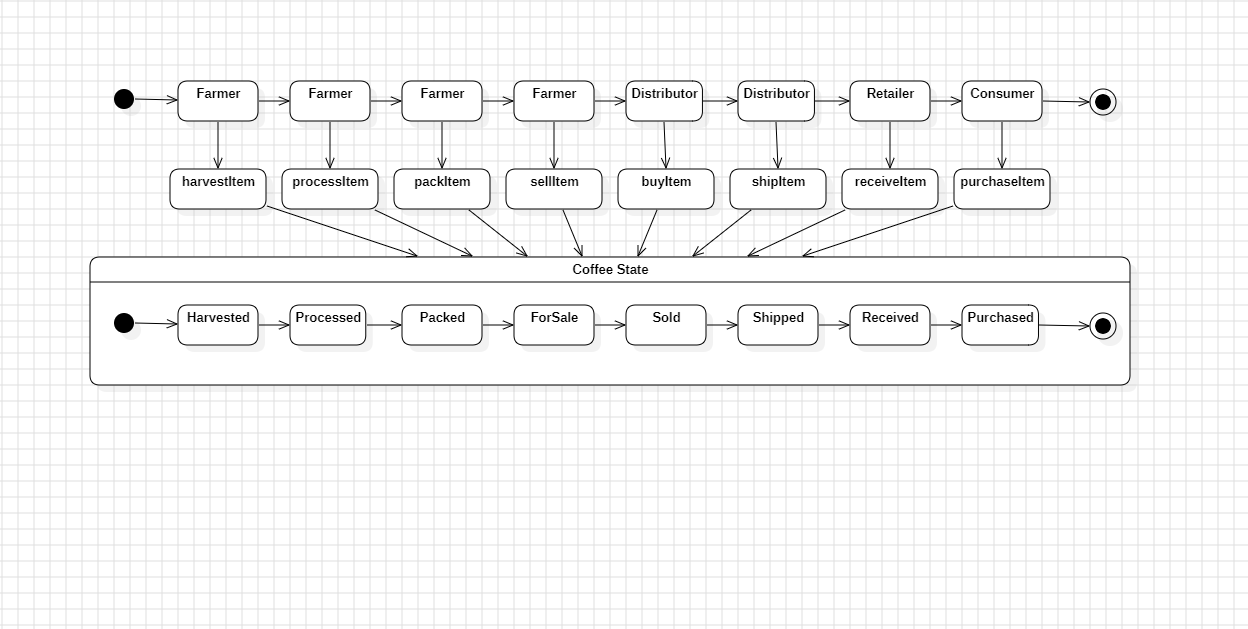 Farmer
Farmer
Farmer
Farmer
Distributor
Distributor
Retailer
Consumer
harvestItem
processItem
packItem
sellItem
buyItem
shipItem
receiveItem
purchaseItem
Coffee State
Harvested
Processed
Packed
ForSale
Sold
Shipped
Received
Purchased